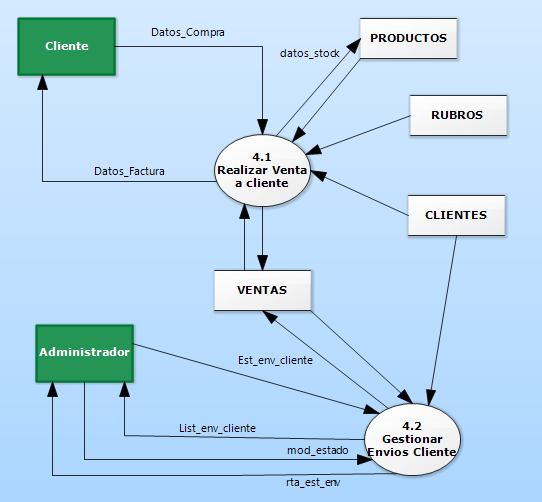 Datos_Compra
Cliente
PRODUCTOS
datos_stock
RUBROS
4.1
Realizar Venta
a cliente
Datos_Factura
CLIENTES
VENTAS
Administrador
Est_env_cliente
List_env_cliente
4.2
Gestionar
Envios Cliente
mod_estado
rta_est_env